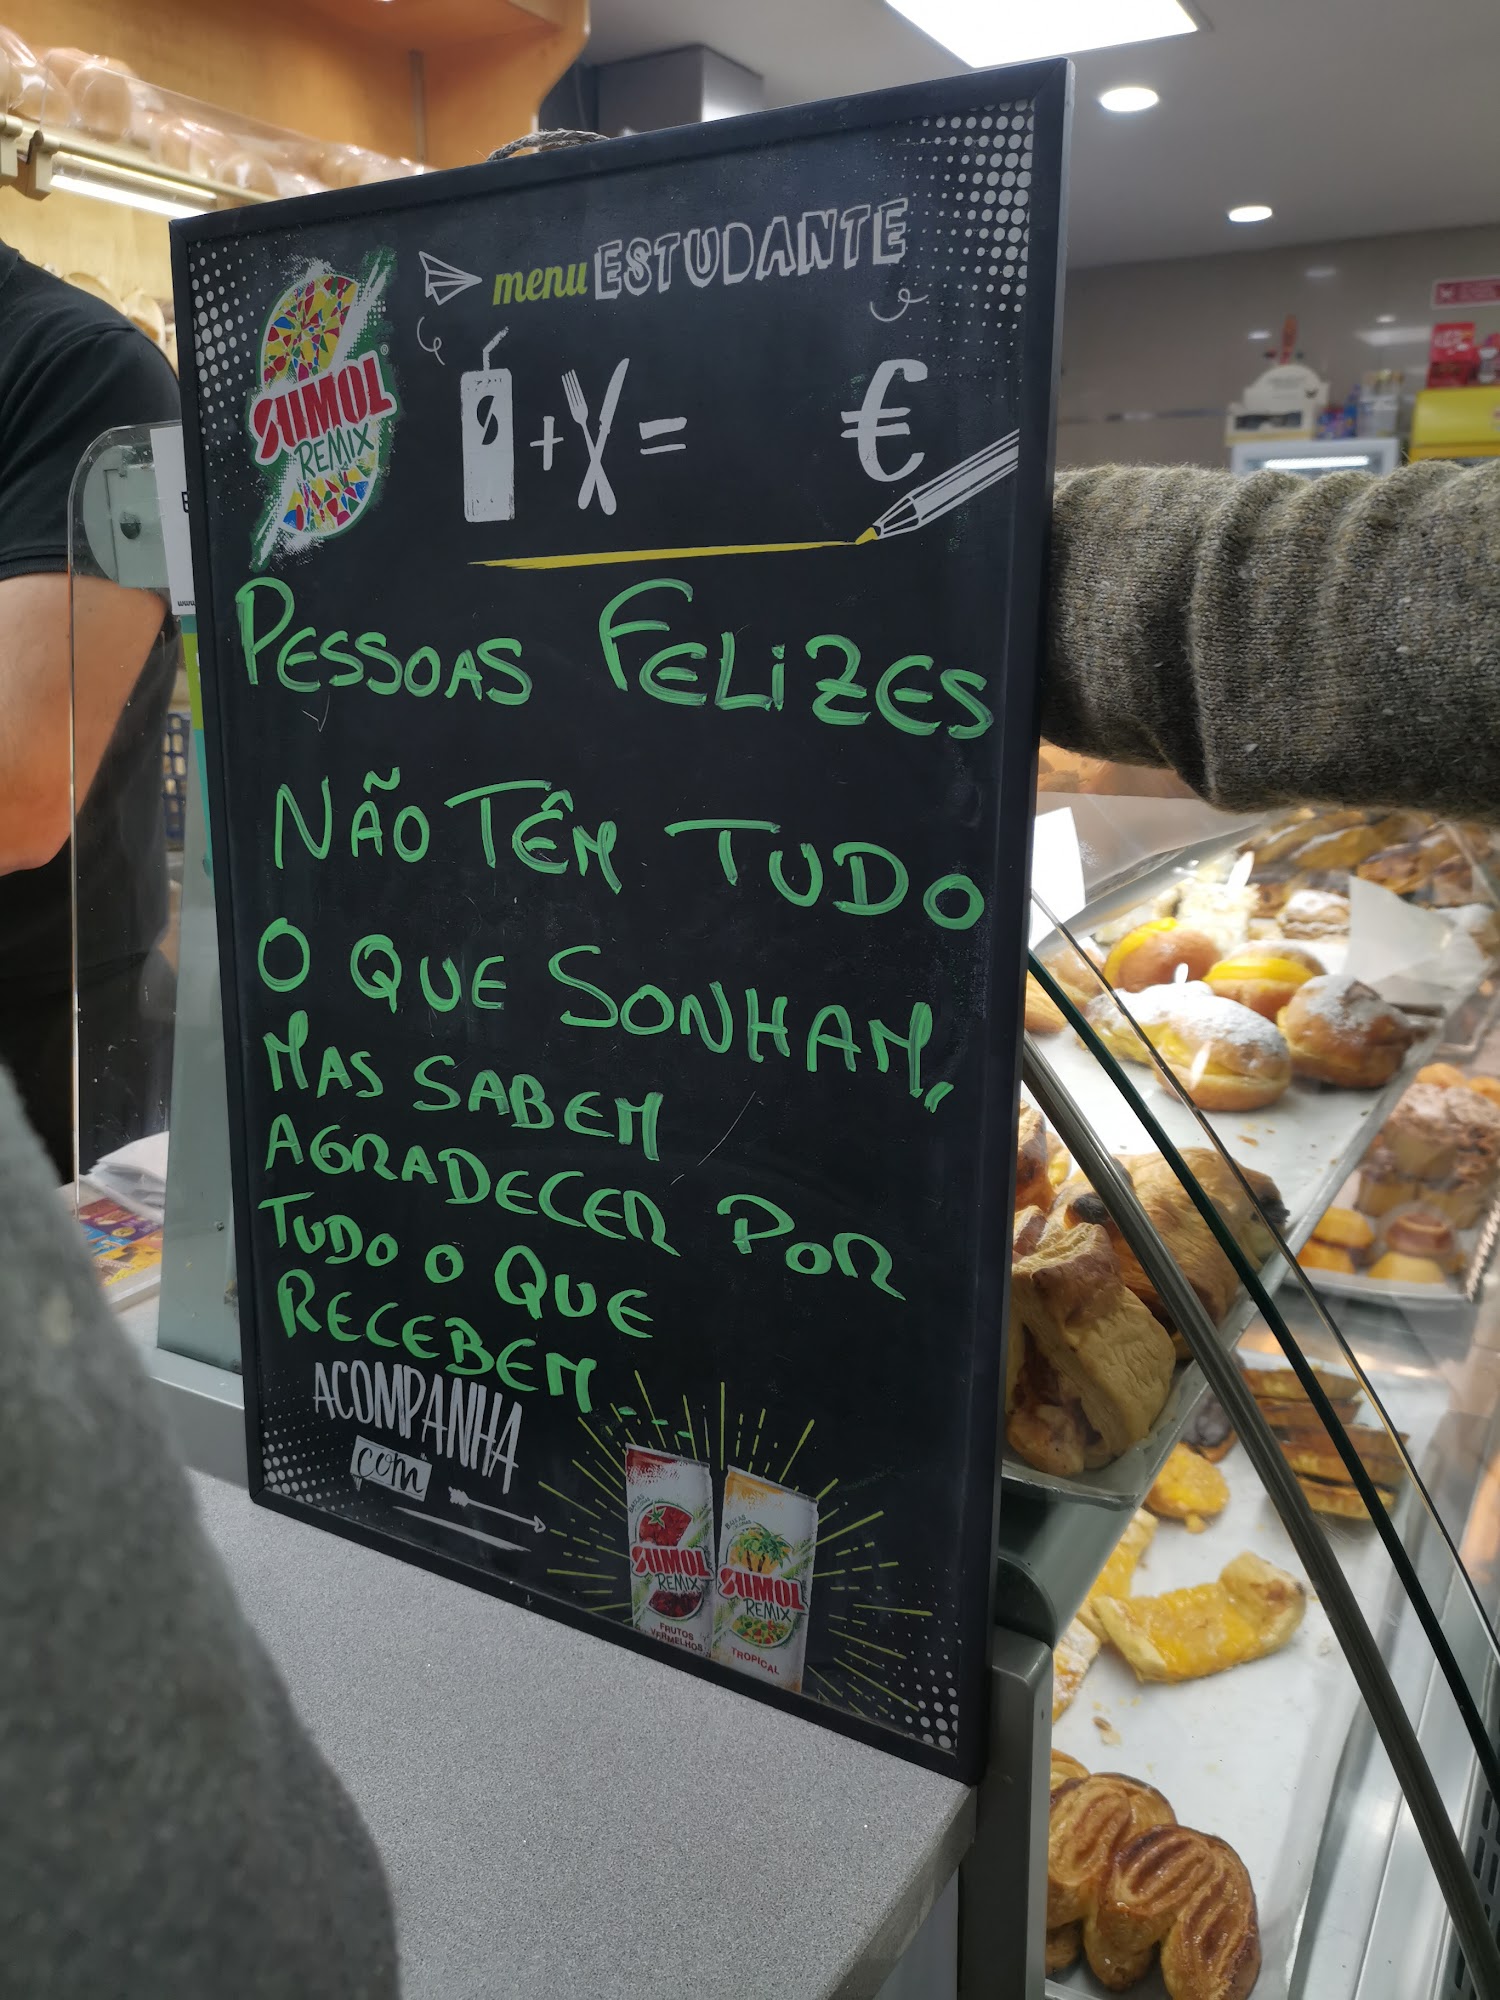 menu ESTUDANTE
SUMOL
REMIX
+ = €
PESSOAS FELIZES
NÃO TÊM TUDO
O QUE SONHAM,
MAS SABEM
AGRADECER POR
TUDO O QUE
RECEBEM...
ACOMPANHA
com
SUMOL
REMIX
FRUTOS
VERMELHOS
SUMOL
REMIX
TROPICAL